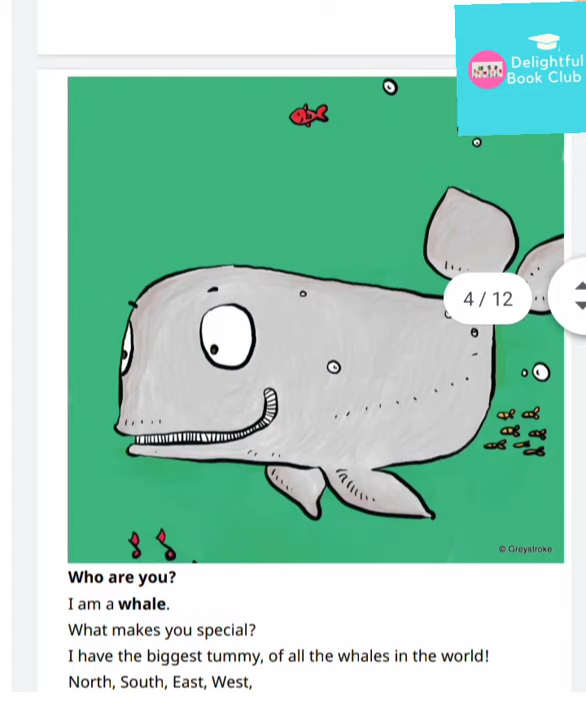 Delightful
Book Club
4 / 12
© Greystroke
Who are you?
I am a whale.
What makes you special?
I have the biggest tummy, of all the whales in the world!
North, South, East, West,